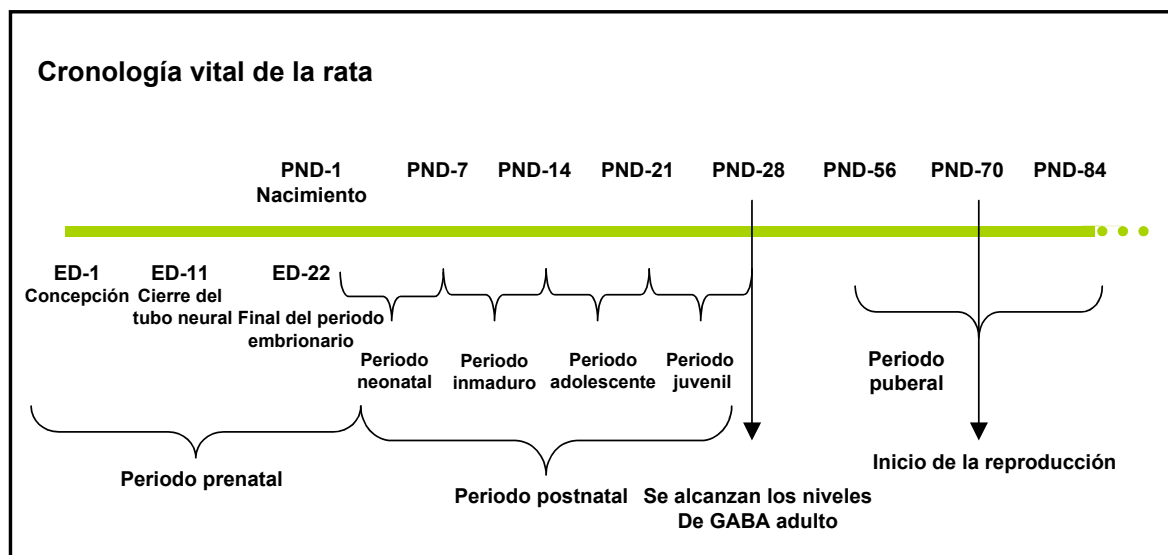 Cronología vital de la rata
PND-1 PND-7 PND-14 PND-21 PND-28 PND-56 PND-70 PND-84
Nacimiento
ED-1 ED-11 ED-22
Concepción Cierre del
tubo neural Final del periodo
embrionario
Periodo Periodo Periodo Periodo
neonatal inmaduro adolescente juvenil
Periodo
puberal
Inicio de la reproducción
Periodo prenatal
Periodo postnatal Se alcanzan los niveles
De GABA adulto